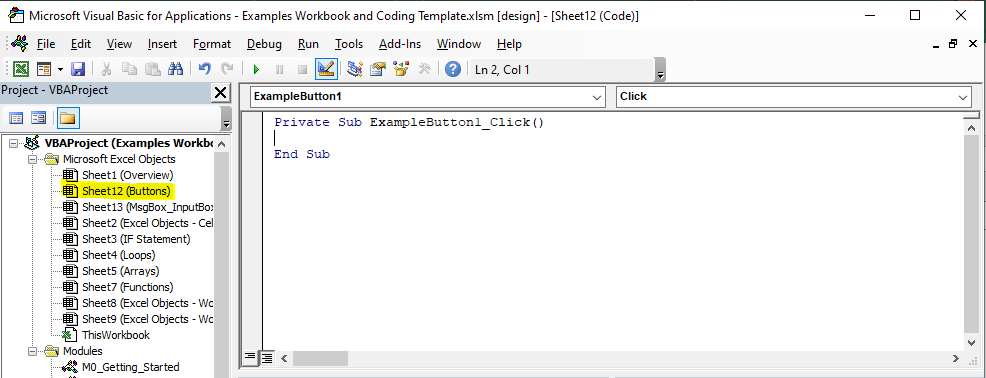 Microsoft Visual Basic for Applications - Examples Workbook and Coding Template.xlsm [design] - [Sheet12 (Code)]
File Edit View Insert Format Debug Run Tools Add-Ins Window Help
Ln 2, Col 1
Project - VBAProject
ExampleButton1 Click
VBAProject (Examples Workbo
Microsoft Excel Objects
Sheet1 (Overview)
Sheet12 (Buttons)
Sheet13 (MsgBox_InputBox
Sheet2 (Excel Objects - Cel
Sheet3 (IF Statement)
Sheet4 (Loops)
Sheet5 (Arrays)
Sheet7 (Functions)
Sheet8 (Excel Objects - Wo
Sheet9 (Excel Objects - Wo
ThisWorkbook
Modules
M0_Getting_Started
Private Sub ExampleButton1_Click()
End Sub